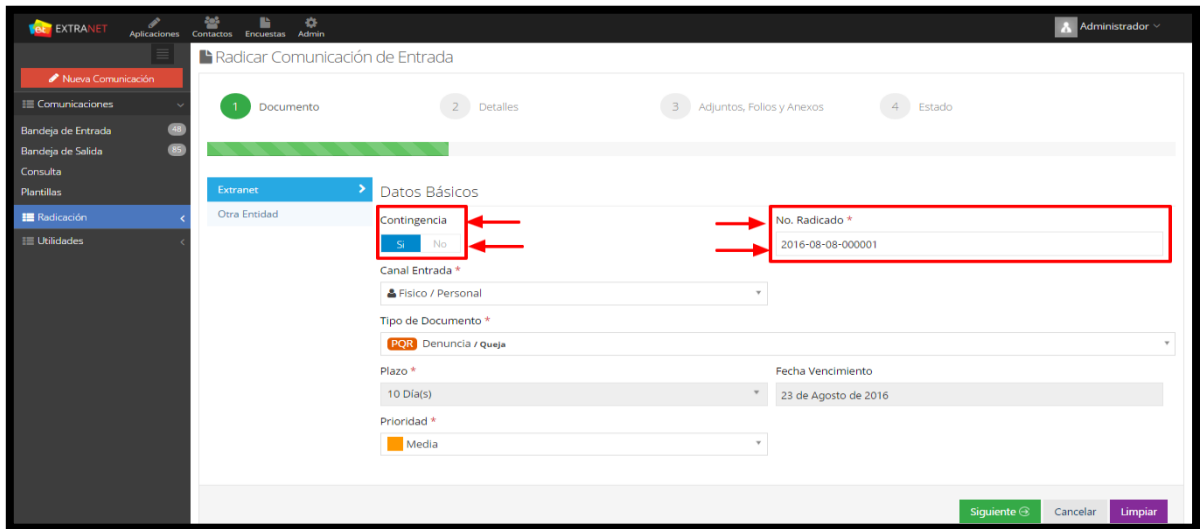 EXTRANET
Aplicaciones Contactos Encuestas Admin
Administrador
Nueva Comunicación
Comunicaciones
Bandeja de Entrada 48
Bandeja de Salida 85
Consulta
Plantillas
Radicación
Utilidades
Radicar Comunicación de Entrada
1 Documento 2 Detalles 3 Adjuntos, Folios y Anexos 4 Estado
Extranet
Otra Entidad
Datos Básicos
Contingencia
Si No
No. Radicado *
2016-08-08-000001
Canal Entrada *
Fisico / Personal
Tipo de Documento *
PQR Denuncia / Queja
Plazo *
10 Día(s)
Fecha Vencimiento
23 de Agosto de 2016
Prioridad *
Media
Siguiente Cancelar Limpiar